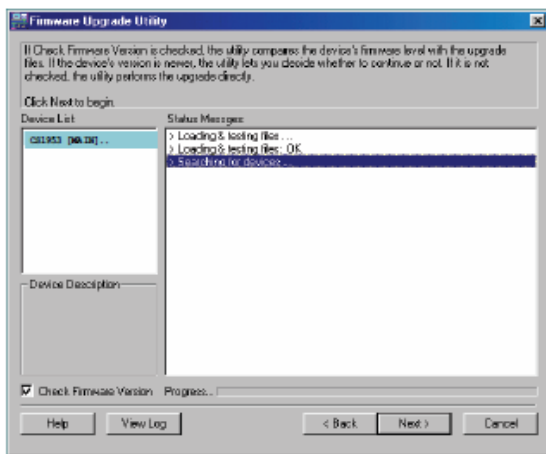 Firmware Upgrade Utility
If Check Firmware Version is checked, the utility compares the device's firmware level with the upgrade
files. If the device's version is newer, the utility lets you decide whether to continue or not. If it is not
checked, the utility performs the upgrade directly.
Click Next to begin.
Device List
Status Messages
CS1953 [MAIN]..
> Loading & testing files ...
> Loading & testing files: OK
> Searching for devices ...
Device Description
Check Firmware Version
Progress...
Help
View Log
< Back
Next >
Cancel